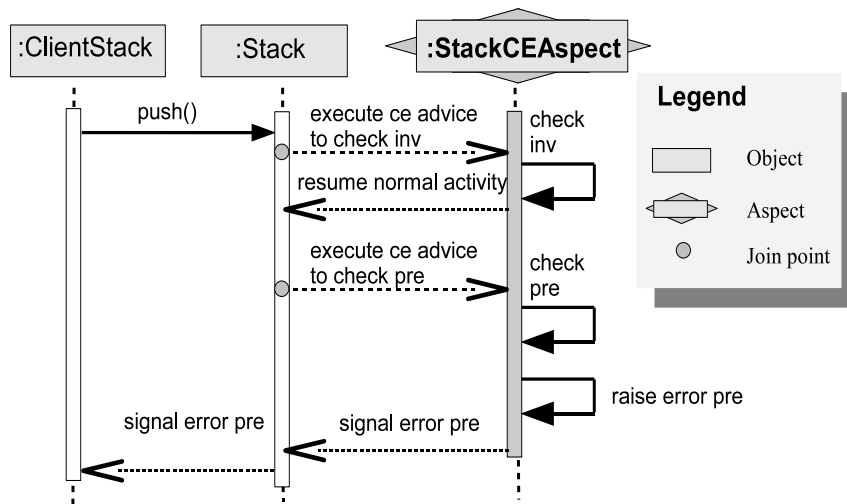 :ClientStack
:Stack
:StackCEAspect
push()
execute ce advice
to check inv
check
inv
resume normal activity
execute ce advice
to check pre
check
pre
raise error pre
signal error pre
signal error pre
Legend
Object
Aspect
Join point